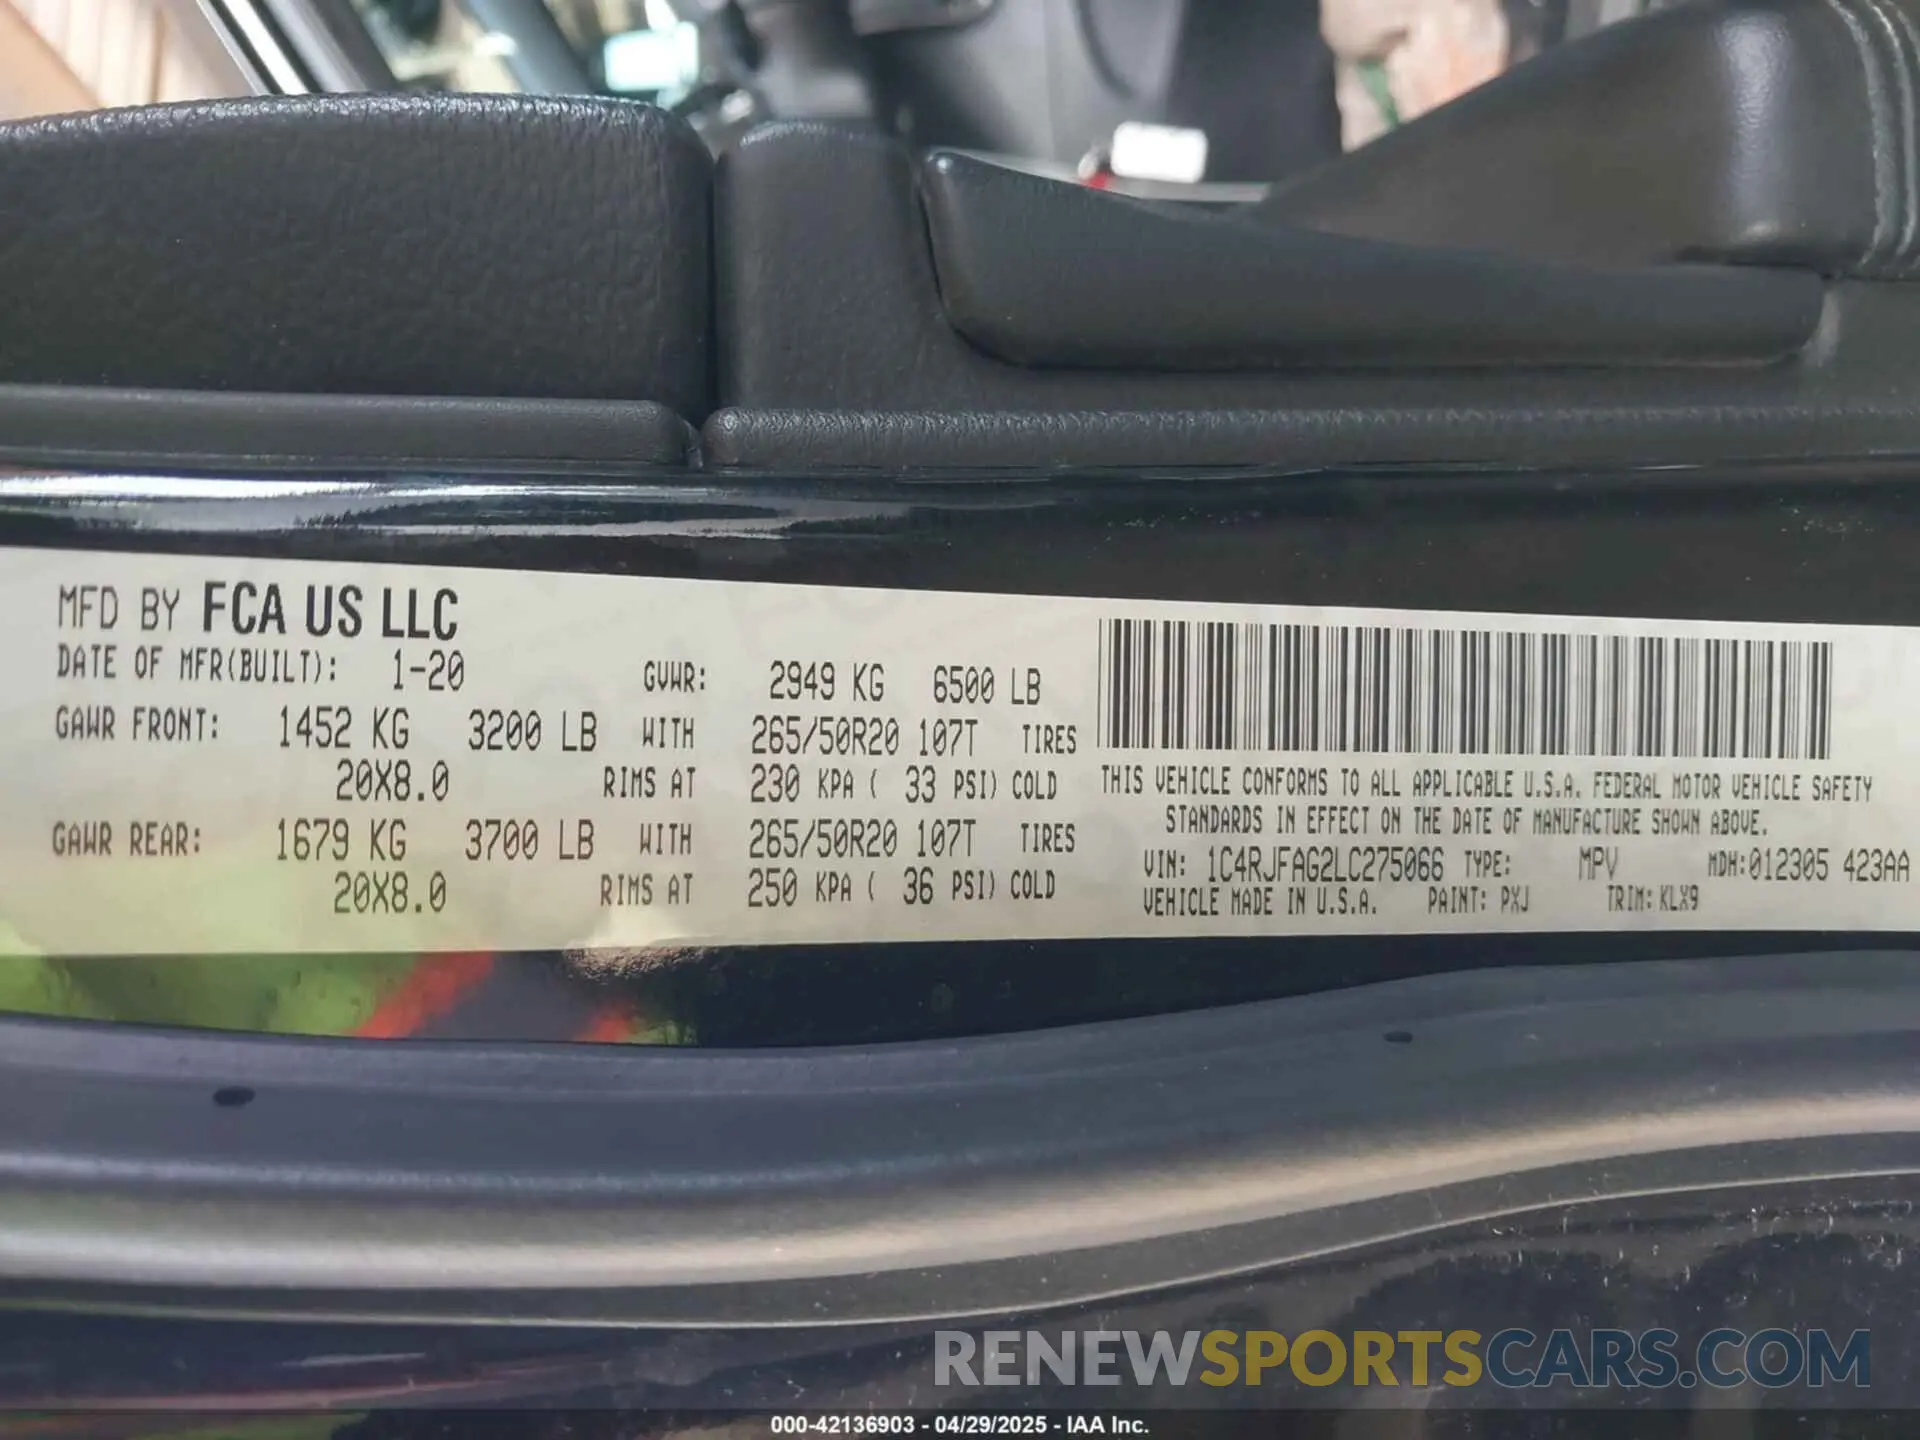 MFD BY FCA US LLC
DATE OF MFR(BUILT): 1-20 GVWR: 2949 KG 6500 LB
GAWR FRONT: 1452 KG 3200 LB WITH 265/50R20 107T TIRES
20X8.0 RIMS AT 230 KPA ( 33 PSI) COLD
GAWR REAR: 1679 KG 3700 LB WITH 265/50R20 107T TIRES
20X8.0 RIMS AT 250 KPA ( 36 PSI) COLD
THIS VEHICLE CONFORMS TO ALL APPLICABLE U.S.A. FEDERAL MOTOR VEHICLE SAFETY
STANDARDS IN EFFECT ON THE DATE OF MANUFACTURE SHOWN ABOVE.
VIN: 1C4RJFAG2LC275066 TYPE: MPV MDH:012305 423AA
VEHICLE MADE IN U.S.A. PAINT: PXJ TRIM: KLX9
RENEWSPORTSCARS.COM
000-42136903 - 04/29/2025 - IAA Inc.